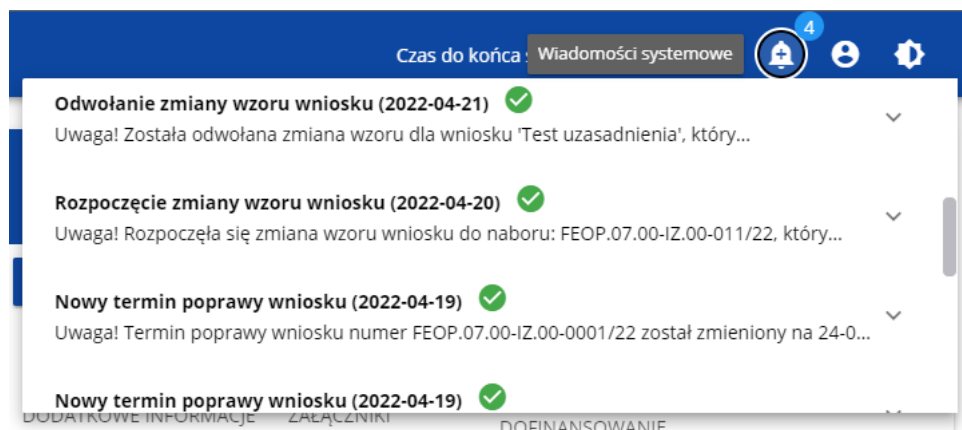 4
Czas do końca
Wiadomości systemowe
Odwołanie zmiany wzoru wniosku (2022-04-21)
Uwaga! Została odwołana zmiana wzoru dla wniosku 'Test uzasadnienia', który...
Rozpoczęcie zmiany wzoru wniosku (2022-04-20)
Uwaga! Rozpoczęła się zmiana wzoru wniosku do naboru: FEOP.07.00-IZ.00-011/22, który...
Nowy termin poprawy wniosku (2022-04-19)
Uwaga! Termin poprawy wniosku numer FEOP.07.00-IZ.00-0001/22 został zmieniony na 24-0...
Nowy termin poprawy wniosku (2022-04-19)
DODATKOWE INFORMACJE ZAŁĄCZNIKI
DOFINANSOWANIE